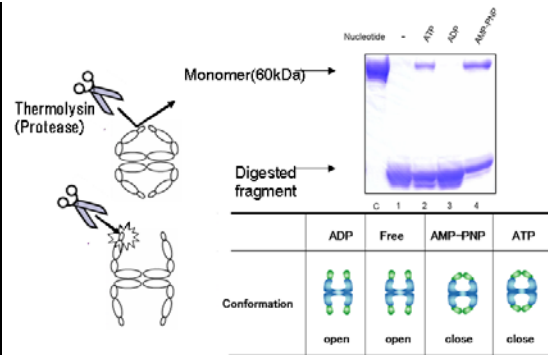 Nucleotide - ATP ADP AMP-PNP
Monomer(60kDa)
Thermolysin
(Protease)
Digested
fragment
C 1 2 3 4
ADP Free AMP-PNP ATP
Conformation
open open close close